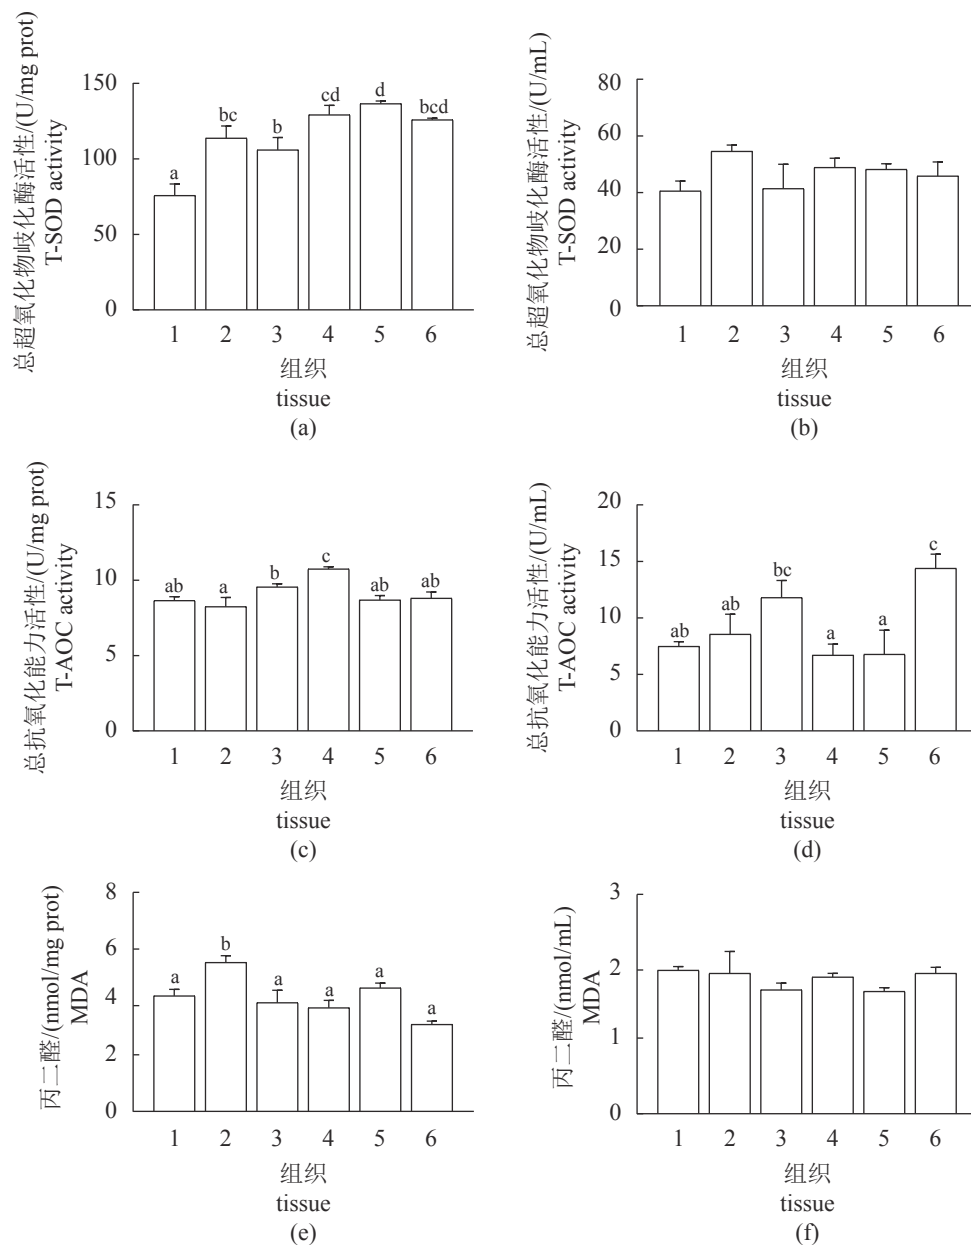 总超氧化物歧化酶活性/(U/mg prot)
T-SOD activity
150
100
50
0
a
bc
b
cd
d
bcd
1 2 3 4 5 6
组织
tissue
(a)
总超氧化物歧化酶活性/(U/mL)
T-SOD activity
80
60
40
20
0
1 2 3 4 5 6
组织
tissue
(b)
总抗氧化能力活性/(U/mg prot)
T-AOC activity
15
10
5
0
ab
a
b
c
ab
ab
1 2 3 4 5 6
组织
tissue
(c)
总抗氧化能力活性/(U/mL)
T-AOC activity
20
15
10
5
0
ab
ab
bc
a
a
c
1 2 3 4 5 6
组织
tissue
(d)
丙二醛/(nmol/mg prot)
MDA
8
6
4
2
0
a
b
a
a
a
a
1 2 3 4 5 6
组织
tissue
(e)
丙二醛/(nmol/mL)
MDA
3
2
1
0
1 2 3 4 5 6
组织
tissue
(f)